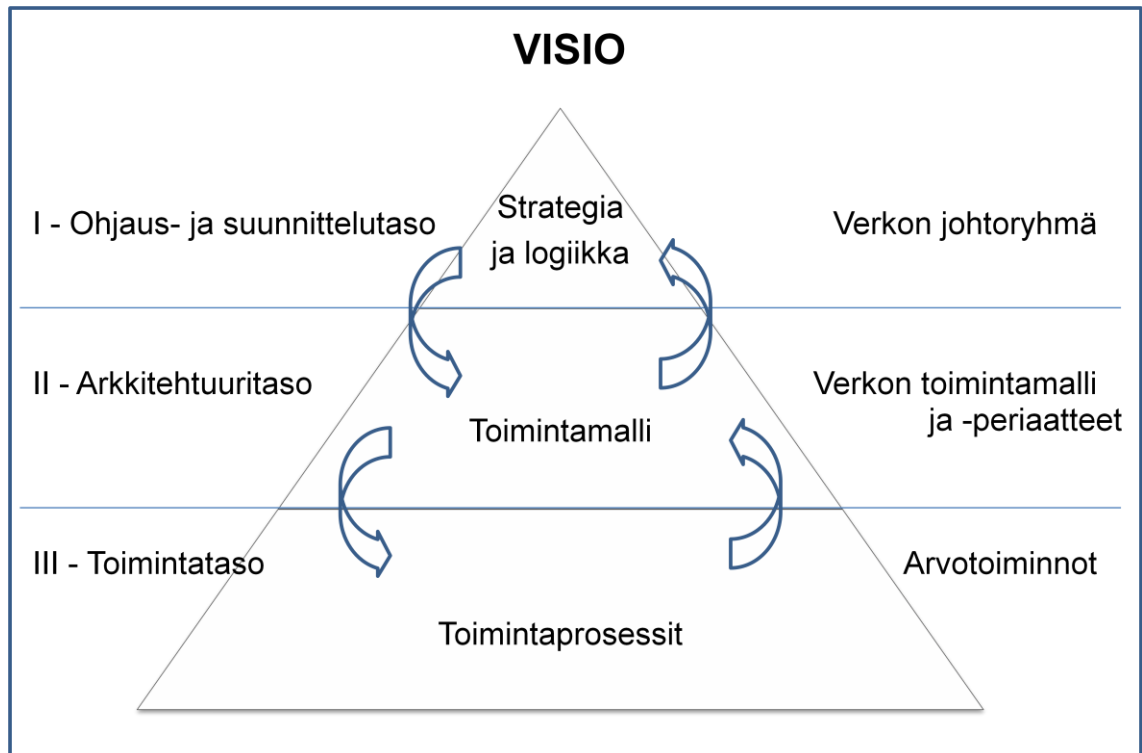 VISIO
I - Ohjaus- ja suunnittelutaso
Strategia
ja logiikka
Verkon johtoryhmä
II - Arkkitehtuuritaso
Toimintamalli
Verkon toimintamalli
ja -periaatteet
III - Toimintataso
Toimintaprosessit
Arvotoiminnot